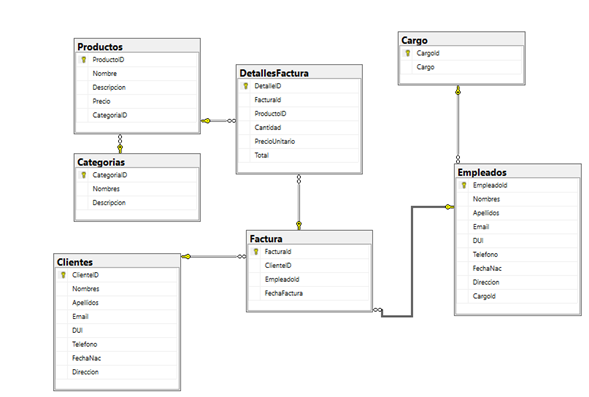 Productos
ProductoID
Nombre
Descripcion
Precio
CategoriaID
Categorias
CategoriaID
Nombres
Descripcion
DetallesFactura
DetalleID
FacturaId
ProductoID
Cantidad
PrecioUnitario
Total
Cargo
CargoId
Cargo
Empleados
EmpleadoId
Nombres
Apellidos
Email
DUI
Telefono
FechaNac
Direccion
CargoId
Factura
FacturaId
ClienteID
EmpleadoId
FechaFactura
Clientes
ClienteID
Nombres
Apellidos
Email
DUI
Telefono
FechaNac
Direccion